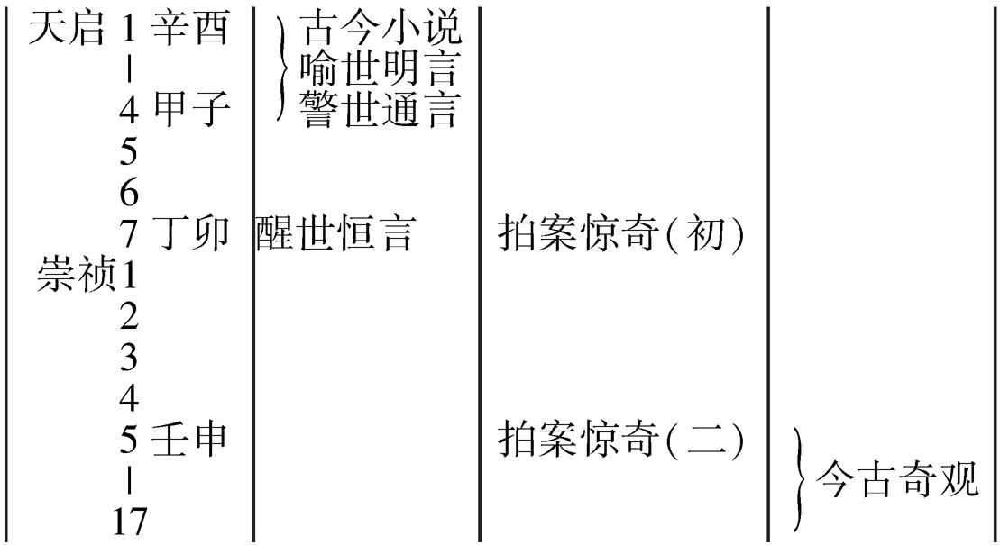 天启 1 辛酉 古今小说
| 喻世明言
4 甲子 警世通言
5
6
7 丁卯 醒世恒言 拍案惊奇(初)
崇祯1
2
3
4
5 壬申 拍案惊奇(二)
| 今古奇观
17